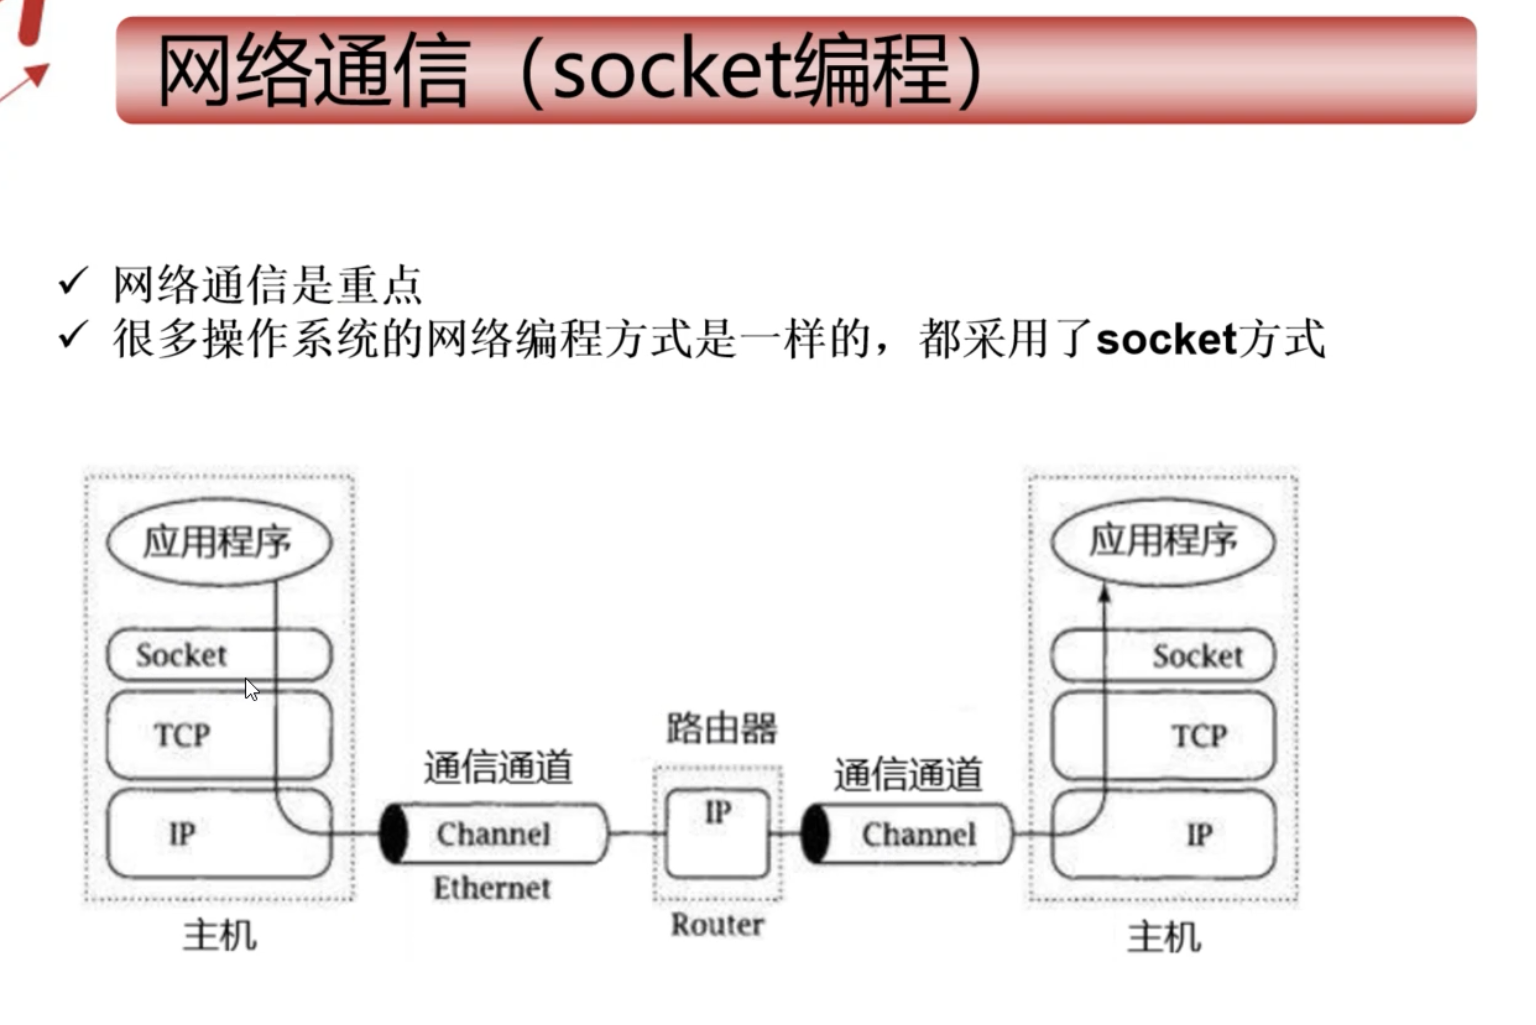 网络通信（socket编程）
网络通信是重点
很多操作系统的网络编程方式是一样的，都采用了socket方式
应用程序
Socket
TCP
IP
主机
通信通道
Channel
Ethernet
路由器
IP
Router
通信通道
Channel
应用程序
Socket
TCP
IP
主机